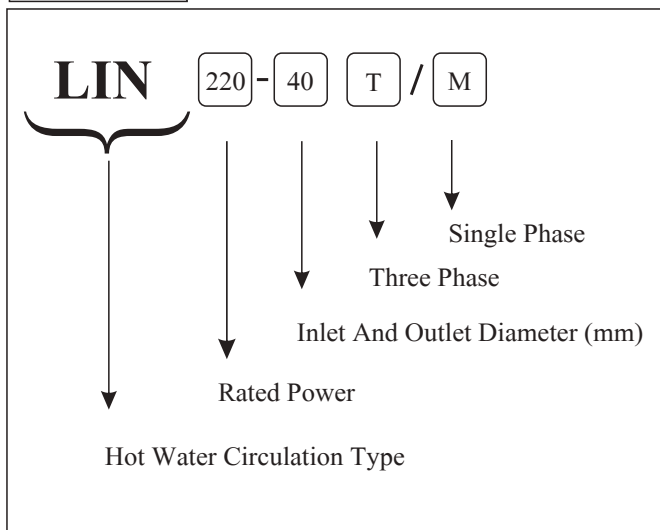 LIN 220-40 T / M
Single Phase
Three Phase
Inlet And Outlet Diameter (mm)
Rated Power
Hot Water Circulation Type